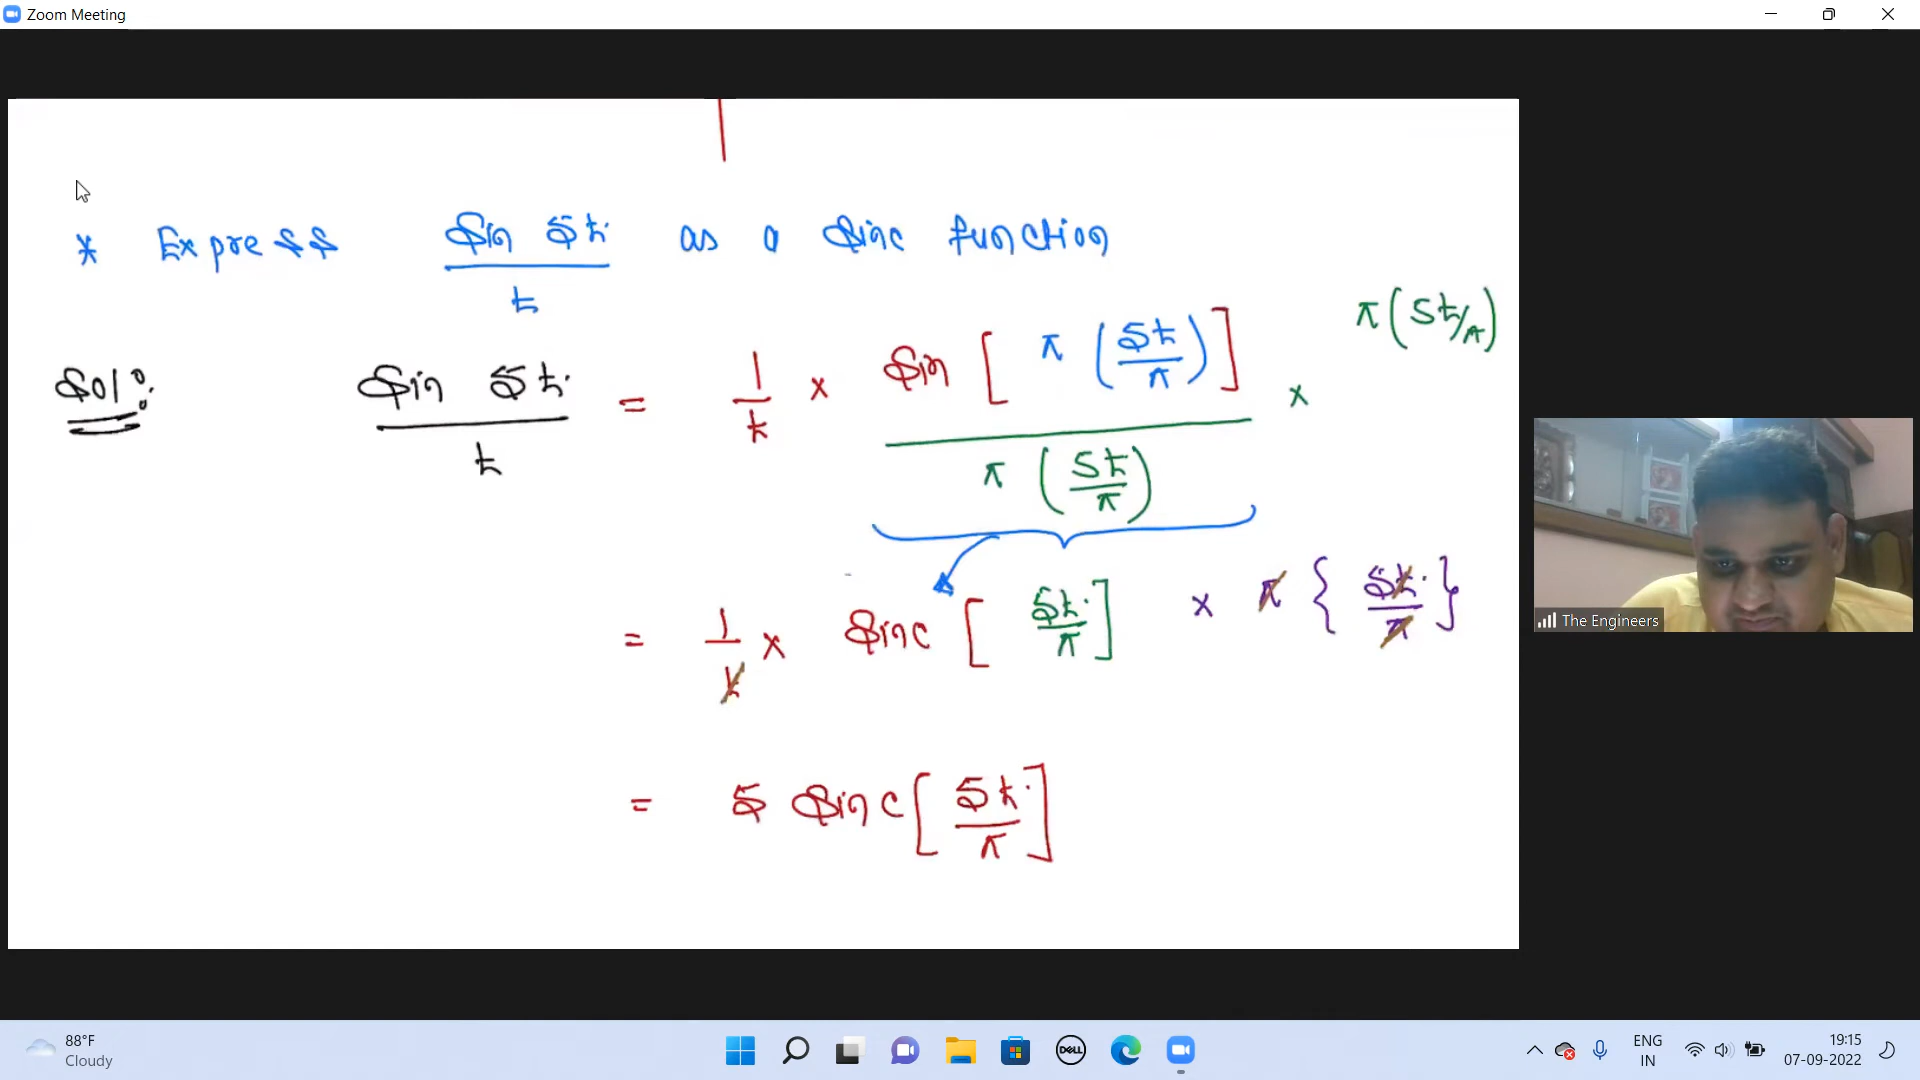 Zoom Meeting
* Express sin 5t / t as a sinc function
Sol: sin 5t / t = 1/t × sin [ π ( 5t/π ) ] / π ( 5t/π ) × π ( 5t/π )
= 1/t × sinc [ 5t/π ] × π { 5t/π }
= 5 sinc [ 5t/π ]
The Engineers
88°F
Cloudy
DELL
ENG
IN
19:15
07-09-2022